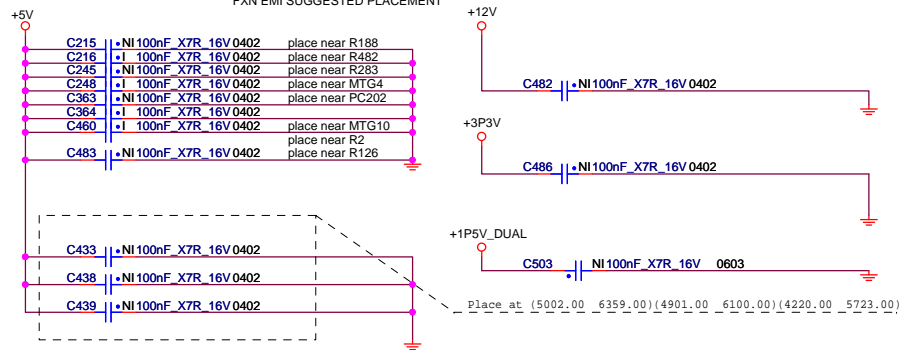 FXN EMI SUGGESTED PLACEMENT
+5V
C215 NI 100nF_X7R_16V 0402 place near R188
C216 I 100nF_X7R_16V 0402 place near R482
C245 NI 100nF_X7R_16V 0402 place near R283
C248 I 100nF_X7R_16V 0402 place near MTG4
C363 NI 100nF_X7R_16V 0402 place near PC202
C364 I 100nF_X7R_16V 0402
C460 I 100nF_X7R_16V 0402 place near MTG10
place near R2
C483 NI 100nF_X7R_16V 0402 place near R126
C433 NI 100nF_X7R_16V 0402
C438 NI 100nF_X7R_16V 0402
C439 NI 100nF_X7R_16V 0402
+12V
C482 NI 100nF_X7R_16V 0402
+3P3V
C486 NI 100nF_X7R_16V 0402
+1P5V_DUAL
C503 NI 100nF_X7R_16V 0603
Place at (5002.00 6359.00)(4901.00 6100.00)(4220.00 5723.00)